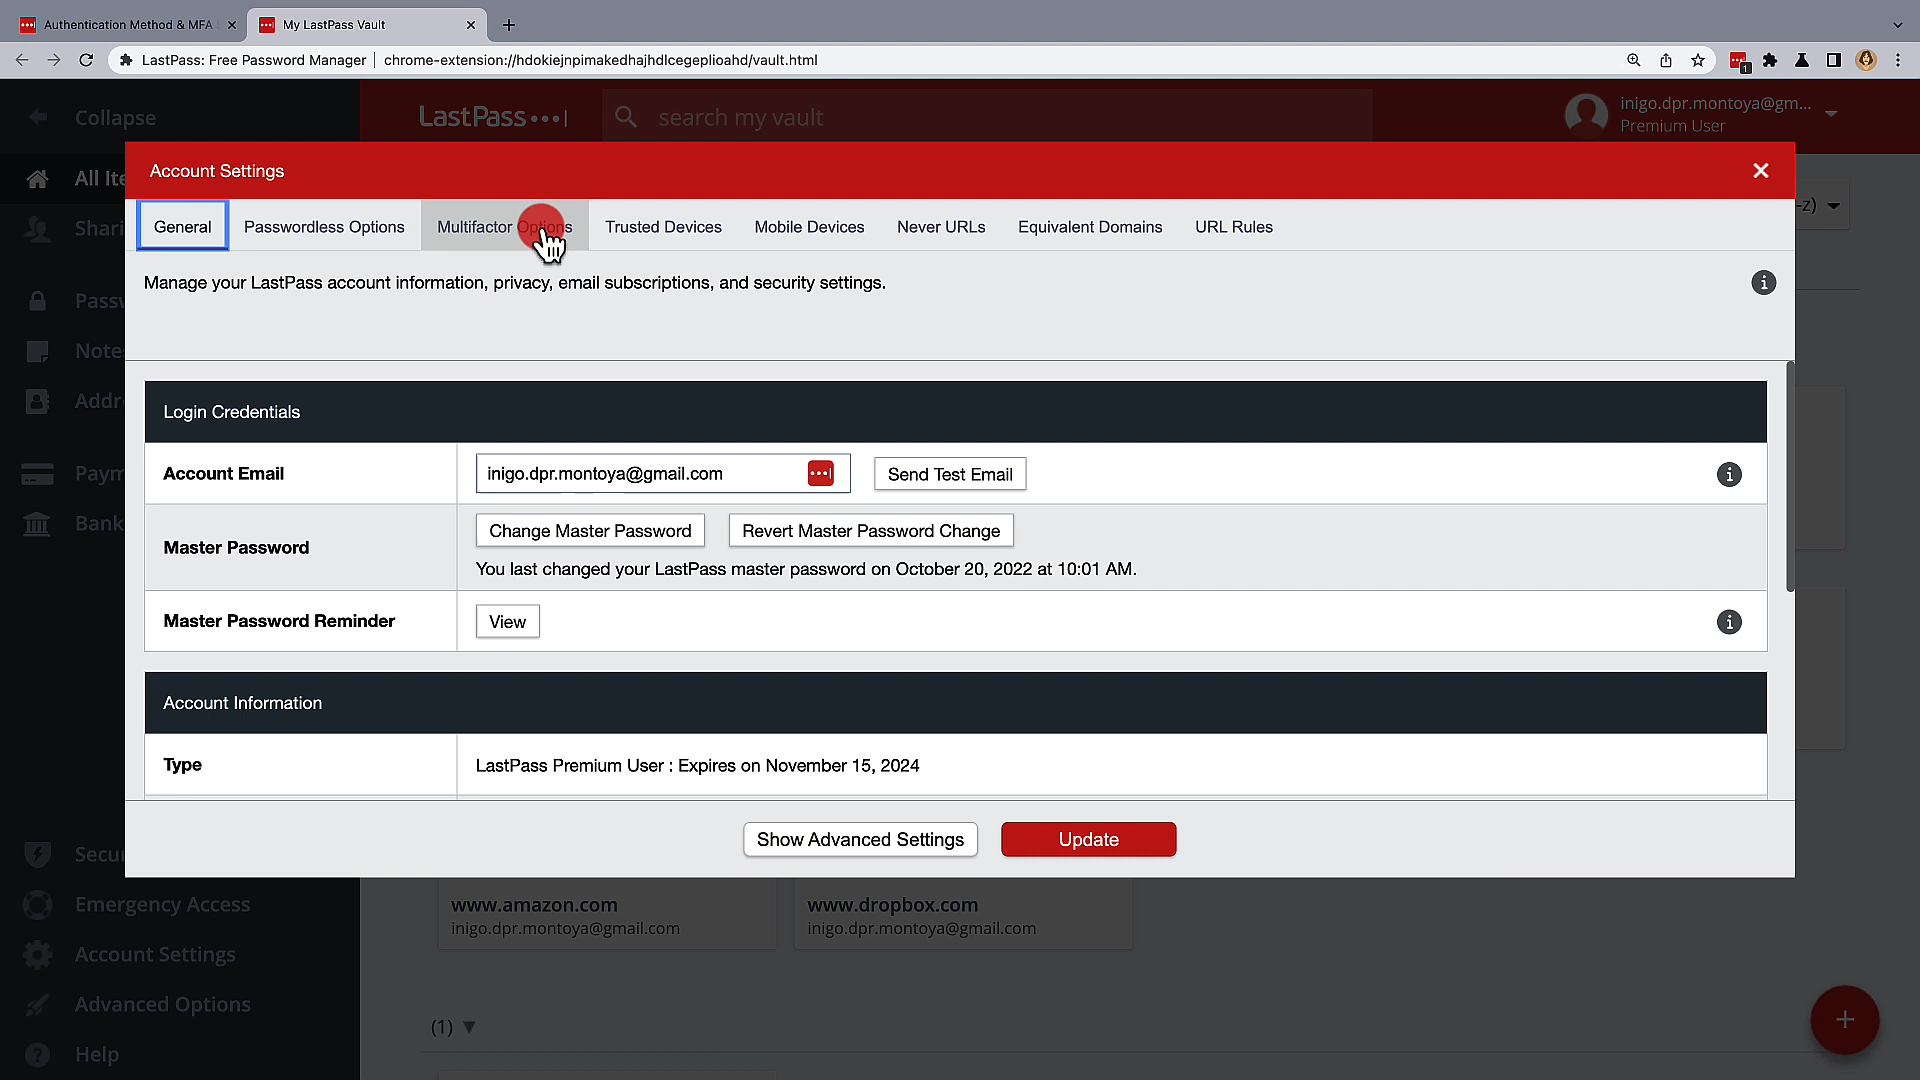 Authentication Method & MFA
My LastPass Vault
LastPass: Free Password Manager
chrome-extension://hdokiejnpimakedhajhdlcegeplioahd/vault.html
1
Collapse
LastPass
search my vault
inigo.dpr.montoya@gm...
Premium User
Account Settings
All Ite
-z)
General
Passwordless Options
Multifactor Options
Trusted Devices
Mobile Devices
Never URLs
Equivalent Domains
URL Rules
Shari
Manage your LastPass account information, privacy, email subscriptions, and security settings.
Passw
Notes
Addre
Paym
Bank
Login Credentials
Account Email
inigo.dpr.montoya@gmail.com
Send Test Email
Master Password
Change Master Password
Revert Master Password Change
You last changed your LastPass master password on October 20, 2022 at 10:01 AM.
Master Password Reminder
View
Account Information
Type
LastPass Premium User : Expires on November 15, 2024
Show Advanced Settings
Update
Secur
Emergency Access
Account Settings
Advanced Options
Help
www.amazon.com
inigo.dpr.montoya@gmail.com
www.dropbox.com
inigo.dpr.montoya@gmail.com
(1)